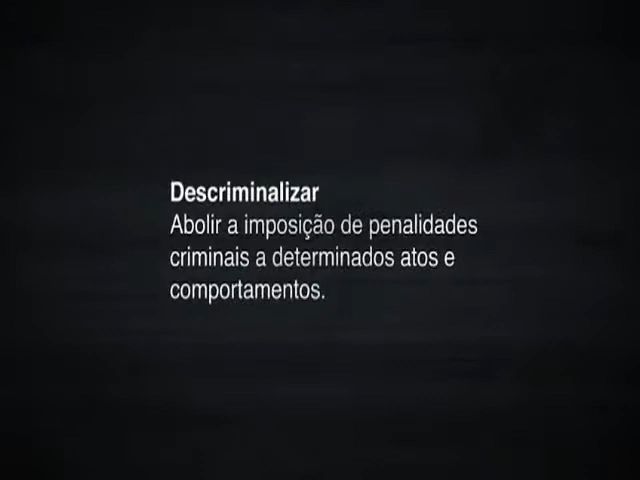 Descriminalizar
Abolir a imposição de penalidades
criminais a determinados atos e
comportamentos.